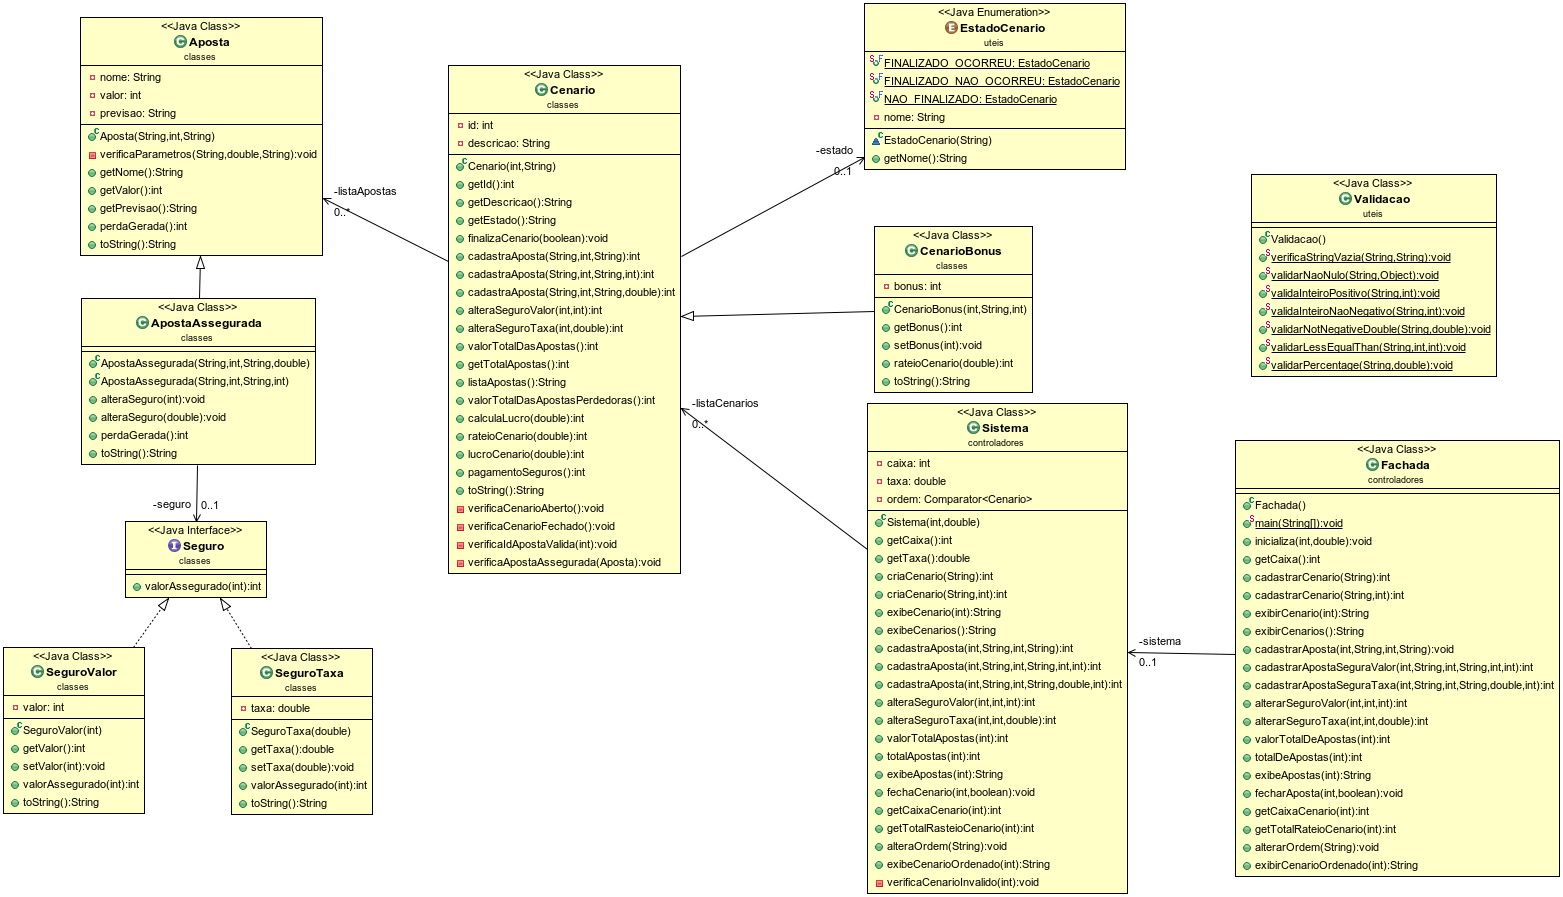 <<Java Class>>
Aposta
classes
nome: String
valor: int
previsao: String
Aposta(String,int,String)
verificaParametros(String,double,String):void
getNome():String
getValor():int
getPrevisao():String
perdaGerada():int
toString():String
<<Java Class>>
ApostaAssegurada
classes
ApostaAssegurada(String,int,String,double)
ApostaAssegurada(String,int,String,int)
alteraSeguro(int):void
alteraSeguro(double):void
perdaGerada():int
toString():String
-seguro
0..1
<<Java Interface>>
Seguro
classes
valorAssegurado(int):int
<<Java Class>>
SeguroValor
classes
valor: int
SeguroValor(int)
getValor():int
setValor(int):void
valorAssegurado(int):int
toString():String
<<Java Class>>
SeguroTaxa
classes
taxa: double
SeguroTaxa(double)
getTaxa():double
setTaxa(double):void
valorAssegurado(int):int
toString():String
-listaApostas
0..*
<<Java Class>>
Cenario
classes
id: int
descricao: String
Cenario(int,String)
getId():int
getDescricao():String
getEstado():String
finalizaCenario(boolean):void
cadastraAposta(String,int,String):int
cadastraAposta(String,int,String,int):int
cadastraAposta(String,int,String,double):int
alteraSeguroValor(int,int):int
alteraSeguroTaxa(int,double):int
valorTotalDasApostas():int
getTotalApostas():int
listaApostas():String
valorTotalDasApostasPerdedoras():int
calculaLucro(double):int
rateioCenario(double):int
lucroCenario(double):int
pagamentoSeguros():int
toString():String
verificaCenarioAberto():void
verificaCenarioFechado():void
verificaIdApostaValida(int):void
verificaApostaAssegurada(Aposta):void
-estado
0..1
<<Java Enumeration>>
EstadoCenario
uteis
FINALIZADO_OCORREU: EstadoCenario
FINALIZADO_NAO_OCORREU: EstadoCenario
NAO_FINALIZADO: EstadoCenario
nome: String
EstadoCenario(String)
getNome():String
<<Java Class>>
CenarioBonus
classes
bonus: int
CenarioBonus(int,String,int)
getBonus():int
setBonus(int):void
rateioCenario(double):int
toString():String
-listaCenarios
0..*
<<Java Class>>
Sistema
controladores
caixa: int
taxa: double
ordem: Comparator<Cenario>
Sistema(int,double)
getCaixa():int
getTaxa():double
criaCenario(String):int
criaCenario(String,int):int
exibeCenario(int):String
exibeCenarios():String
cadastraAposta(int,String,int,String):int
cadastraAposta(int,String,int,String,int,int):int
cadastraAposta(int,String,int,String,double,int):int
alteraSeguroValor(int,int,int):int
alteraSeguroTaxa(int,int,double):int
valorTotalApostas(int):int
totalApostas(int):int
exibeApostas(int):String
fechaCenario(int,boolean):void
getCaixaCenario(int):int
getTotalRasteioCenario(int):int
alteraOrdem(String):void
exibeCenarioOrdenado(int):String
verificaCenarioInvalido(int):void
<<Java Class>>
Validacao
uteis
Validacao()
verificaStringVazia(String,String):void
validarNaoNulo(String,Object):void
validaInteiroPositivo(String,int):void
validaInteiroNaoNegativo(String,int):void
validarNotNegativeDouble(String,double):void
validarLessEqualThan(String,int,int):void
validarPercentage(String,double):void
-sistema
0..1
<<Java Class>>
Fachada
controladores
Fachada()
main(String[]):void
inicializa(int,double):void
getCaixa():int
cadastrarCenario(String):int
cadastrarCenario(String,int):int
exibirCenario(int):String
exibirCenarios():String
cadastrarAposta(int,String,int,String):void
cadastrarApostaSeguraValor(int,String,int,String,int,int):int
cadastrarApostaSeguraTaxa(int,String,int,String,double,int):int
alterarSeguroValor(int,int,int):int
alterarSeguroTaxa(int,int,double):int
valorTotalDeApostas(int):int
totalDeApostas(int):int
exibeApostas(int):String
fecharAposta(int,boolean):void
getCaixaCenario(int):int
getTotalRateioCenario(int):int
alterarOrdem(String):void
exibirCenarioOrdenado(int):String